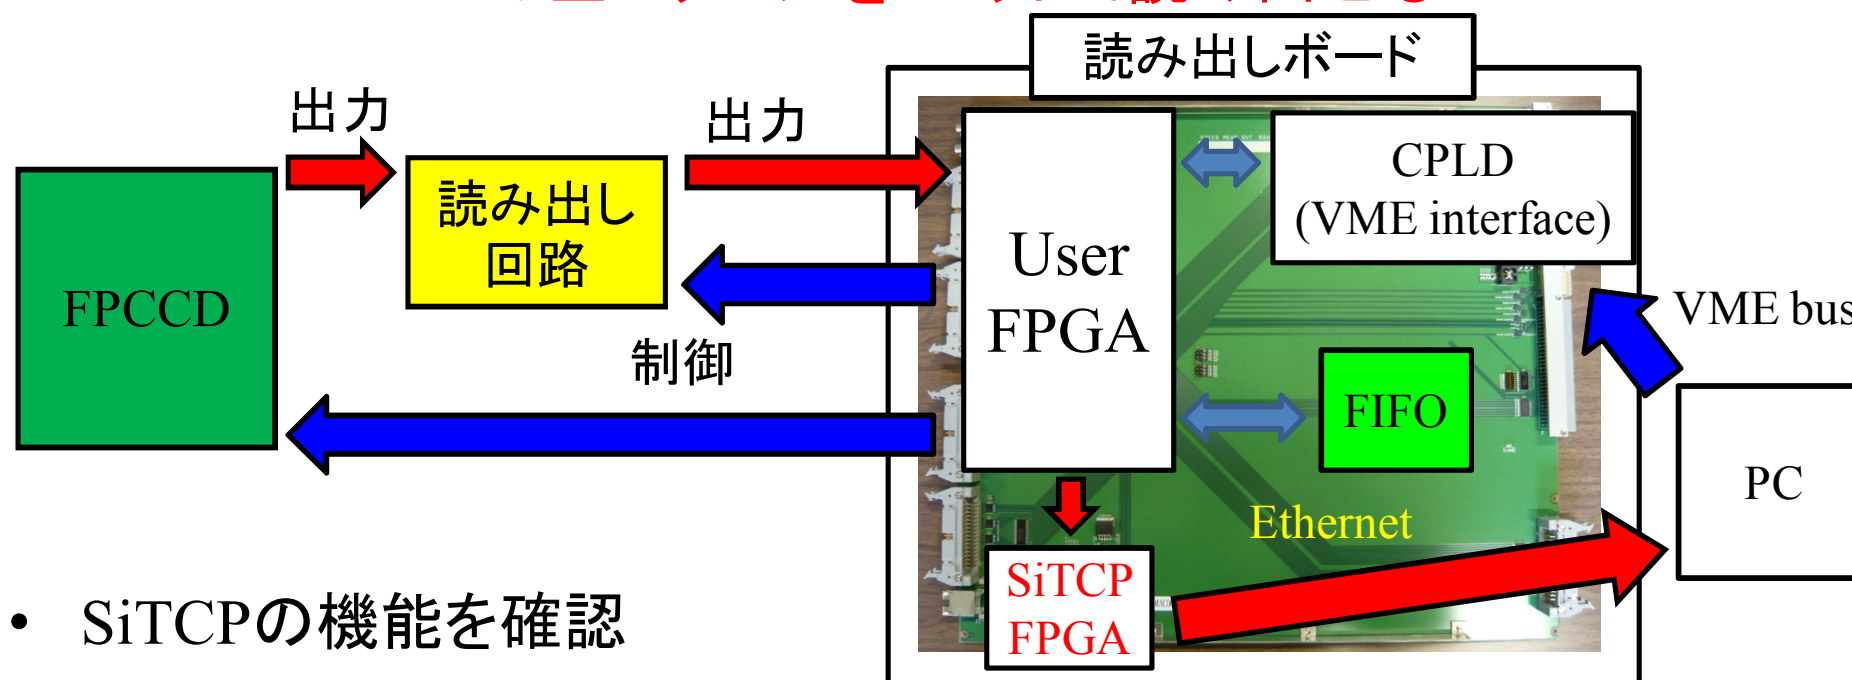 読み出しボード
出力
出力
CPLD
(VME interface)
読み出し
回路
User
FPGA
FPCCD
VME bus
制御
FIFO
PC
Ethernet
SiTCP
FPGA
• SiTCPの機能を確認